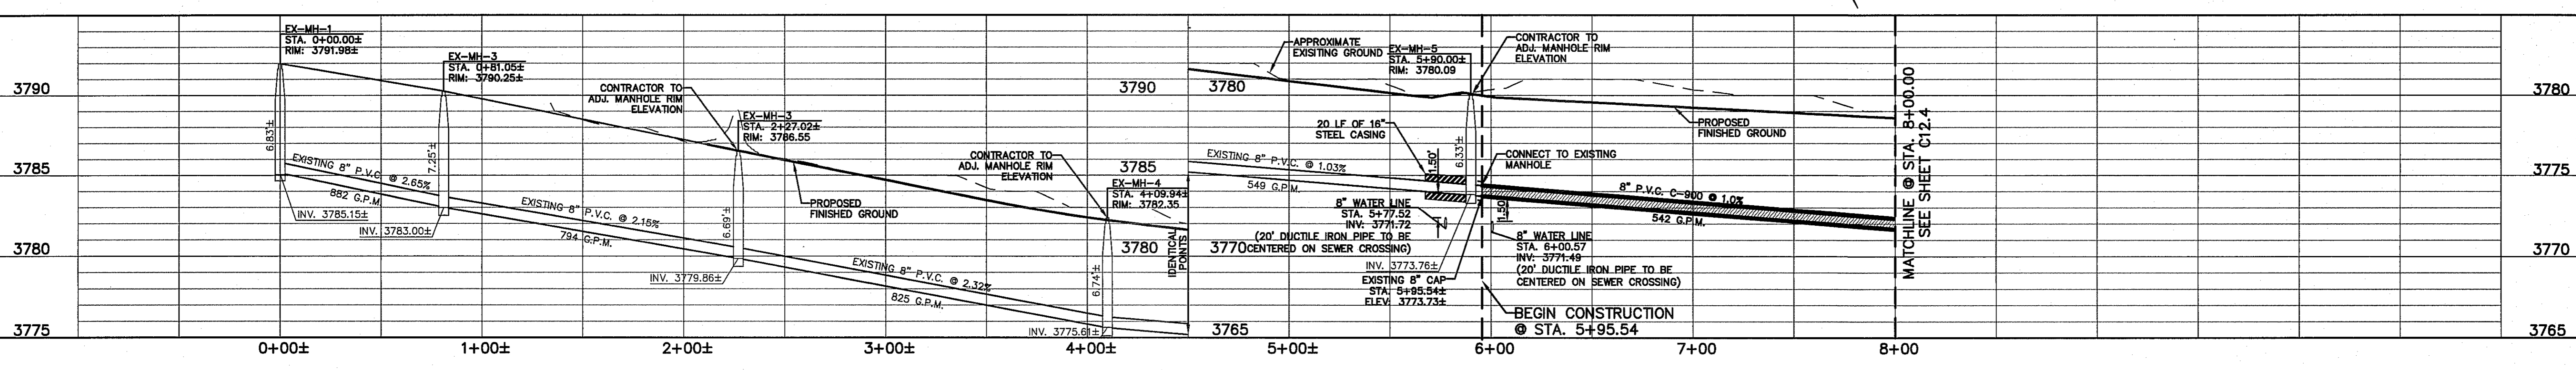 EX-MH-1
STA. 0+00.00±
RIM: 3791.98±
EX-MH-3
STA. 0+81.05±
RIM: 3790.25±
CONTRACTOR TO
ADJ. MANHOLE RIM
ELEVATION
EX-MH-3
STA. 2+27.02±
RIM: 3786.55
CONTRACTOR TO
ADJ. MANHOLE RIM
ELEVATION
EX-MH-4
STA. 4+09.94±
RIM: 3782.35
APPROXIMATE
EXISITING GROUND
EX-MH-5
STA. 5+90.00±
RIM: 3780.09
CONTRACTOR TO
ADJ. MANHOLE RIM
ELEVATION
3790
3785
3780
3775
6.83'±
7.25'±
6.69'±
6.74'±
6.33'±
EXISTING 8" P.V.C. @ 2.65%
882 G.P.M.
INV. 3785.15±
INV. 3783.00±
EXISTING 8" P.V.C. @ 2.15%
794 G.P.M.
INV. 3779.86±
PROPOSED
FINISHED GROUND
EXISTING 8" P.V.C. @ 2.32%
825 G.P.M.
INV. 3775.61±
IDENTICAL
POINTS
3790
3785
3780
3780
3770
3765
EXISTING 8" P.V.C. @ 1.03%
549 G.P.M.
20 LF OF 16"
STEEL CASING
1.50'
8" WATER LINE
STA. 5+77.52
INV: 3771.72
(20' DUCTILE IRON PIPE TO BE
CENTERED ON SEWER CROSSING)
INV. 3773.76±
EXISTING 8" CAP
STA. 5+95.54±
ELEV: 3773.73±
CONNECT TO EXISTING
MANHOLE
1.50'
8" P.V.C. C-900 @ 1.0%
542 G.P.M.
8" WATER LINE
STA. 6+00.57
INV: 3771.49
(20' DUCTILE IRON PIPE TO BE
CENTERED ON SEWER CROSSING)
BEGIN CONSTRUCTION
@ STA. 5+95.54
PROPOSED
FINISHED GROUND
MATCHLINE @ STA. 8+00.00
SEE SHEET C12.4
3780
3775
3770
3765
0+00±
1+00±
2+00±
3+00±
4+00±
5+00±
6+00
7+00
8+00